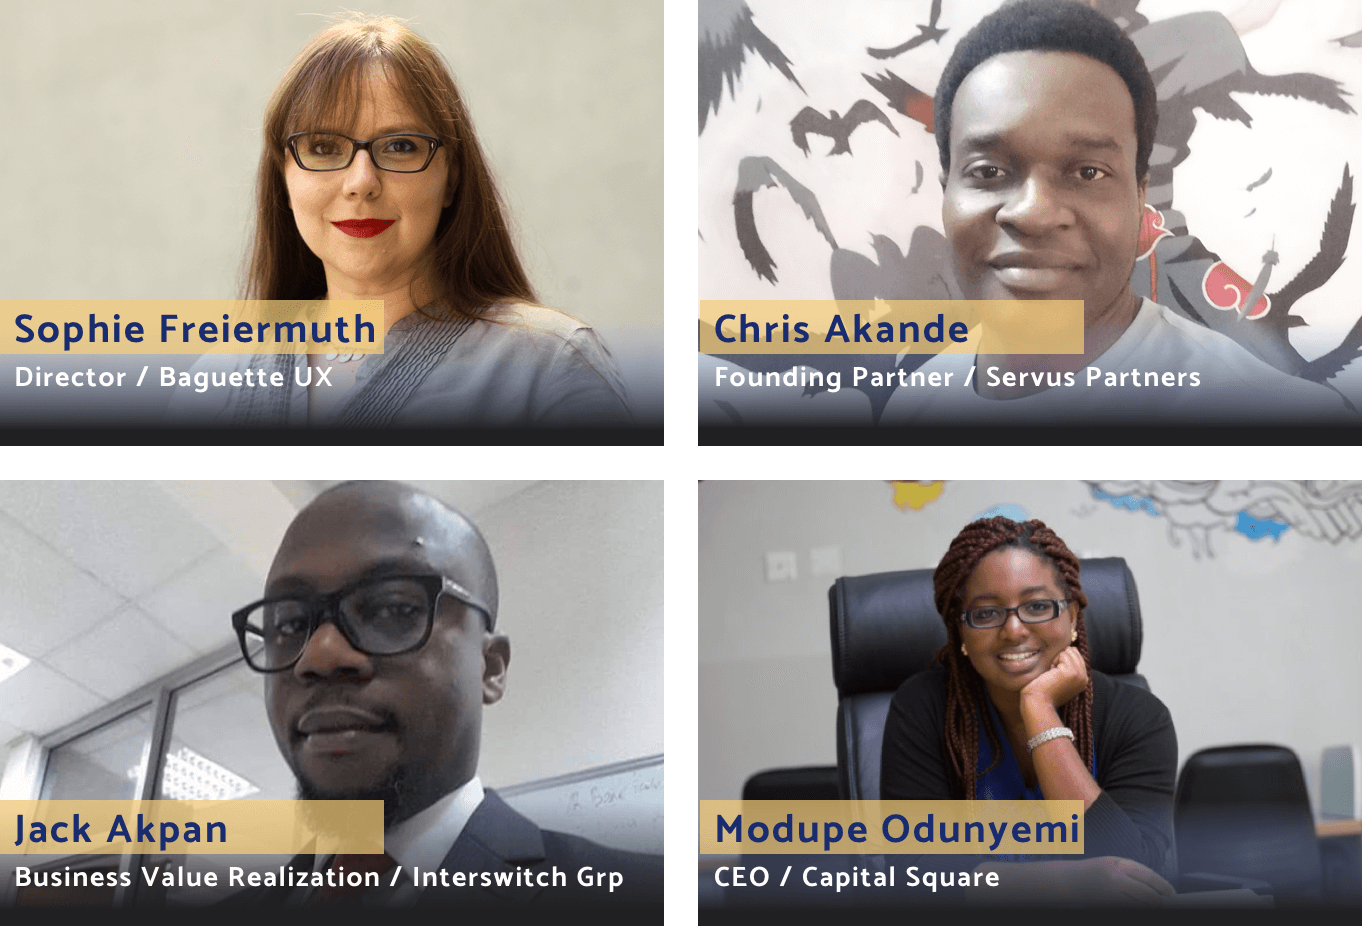 Sophie Freiermuth
Director / Baguette UX
Chris Akande
Founding Partner / Servus Partners
Jack Akpan
Business Value Realization / Interswitch Grp
Modupe Odunyemi
CEO / Capital Square